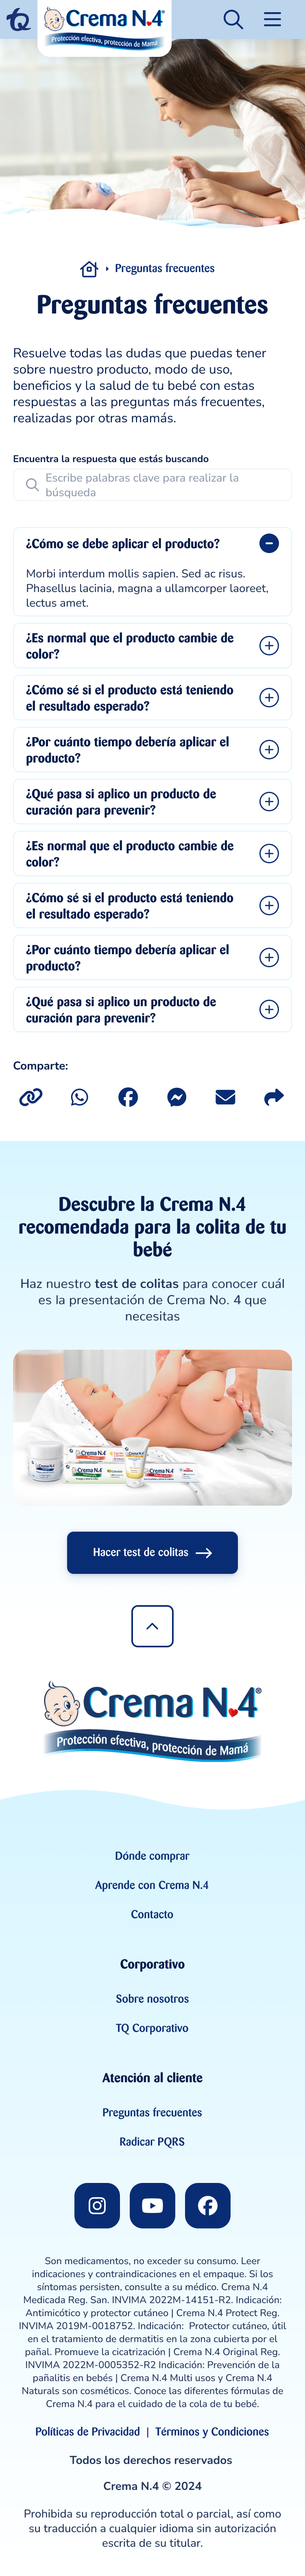 TQ
Crema N.4®
Protección efectiva, protección de Mamá
Preguntas frecuentes
Preguntas frecuentes
Resuelve todas las dudas que puedas tener
sobre nuestro producto, modo de uso,
beneficios y la salud de tu bebé con estas
respuestas a las preguntas más frecuentes,
realizadas por otras mamás.
Encuentra la respuesta que estás buscando
Escribe palabras clave para realizar la
búsqueda
¿Cómo se debe aplicar el producto?
Morbi interdum mollis sapien. Sed ac risus.
Phasellus lacinia, magna a ullamcorper laoreet,
lectus amet.
¿Es normal que el producto cambie de
color?
¿Cómo sé si el producto está teniendo
el resultado esperado?
¿Por cuánto tiempo debería aplicar el
producto?
¿Qué pasa si aplico un producto de
curación para prevenir?
¿Es normal que el producto cambie de
color?
¿Cómo sé si el producto está teniendo
el resultado esperado?
¿Por cuánto tiempo debería aplicar el
producto?
¿Qué pasa si aplico un producto de
curación para prevenir?
Comparte:
Descubre la Crema N.4
recomendada para la colita de tu
bebé
Haz nuestro test de colitas para conocer cuál
es la presentación de Crema No. 4 que
necesitas
Hacer test de colitas
Crema N.4®
Protección efectiva, protección de Mamá
Dónde comprar
Aprende con Crema N.4
Contacto
Corporativo
Sobre nosotros
TQ Corporativo
Atención al cliente
Preguntas frecuentes
Radicar PQRS
Son medicamentos, no exceder su consumo. Leer
indicaciones y contraindicaciones en el empaque. Si los
síntomas persisten, consulte a su médico. Crema N.4
Medicada Reg. San. INVIMA 2022M-14151-R2. Indicación:
Antimicótico y protector cutáneo | Crema N.4 Protect Reg.
INVIMA 2019M-0018752. Indicación: Protector cutáneo, útil
en el tratamiento de dermatitis en la zona cubierta por el
pañal. Promueve la cicatrización | Crema N.4 Original Reg.
INVIMA 2022M-0005352-R2 Indicación: Prevención de la
pañalitis en bebés | Crema N.4 Multi usos y Crema N.4
Naturals son cosméticos. Conoce las diferentes fórmulas de
Crema N.4 para el cuidado de la cola de tu bebé.
Políticas de Privacidad | Términos y Condiciones
Todos los derechos reservados
Crema N.4 © 2024
Prohibida su reproducción total o parcial, así como
su traducción a cualquier idioma sin autorización
escrita de su titular.